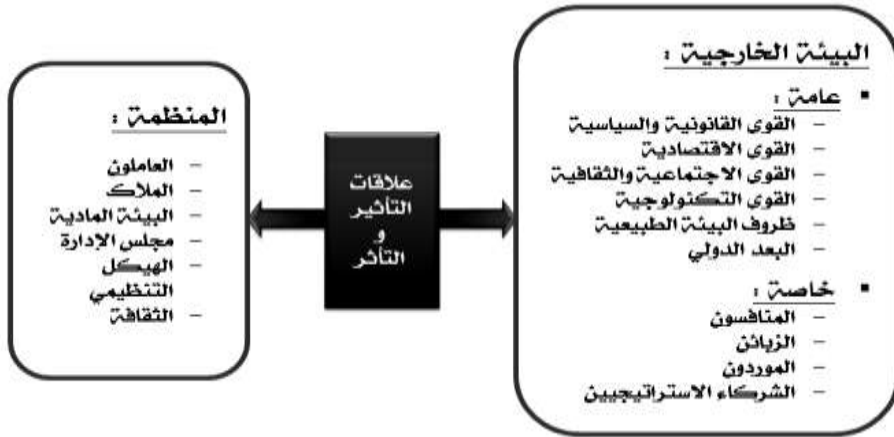 البيئة الخارجية :
▪ عامة :
– القوى القانونية والسياسية
– القوى الاقتصادية
– القوى الاجتماعية والثقافية
– القوى التكنولوجية
– ظروف البيئة الطبيعية
– البعد الدولي
▪ خاصة :
– المنافسون
– الزبائن
– الموردون
– الشركاء الاستراتيجيين
علاقات
التأثير
و
التأثر
المنظمة :
– العاملون
– الملاك
– البيئة المادية
– مجلس الإدارة
– الهيكل
التنظيمي
– الثقافة